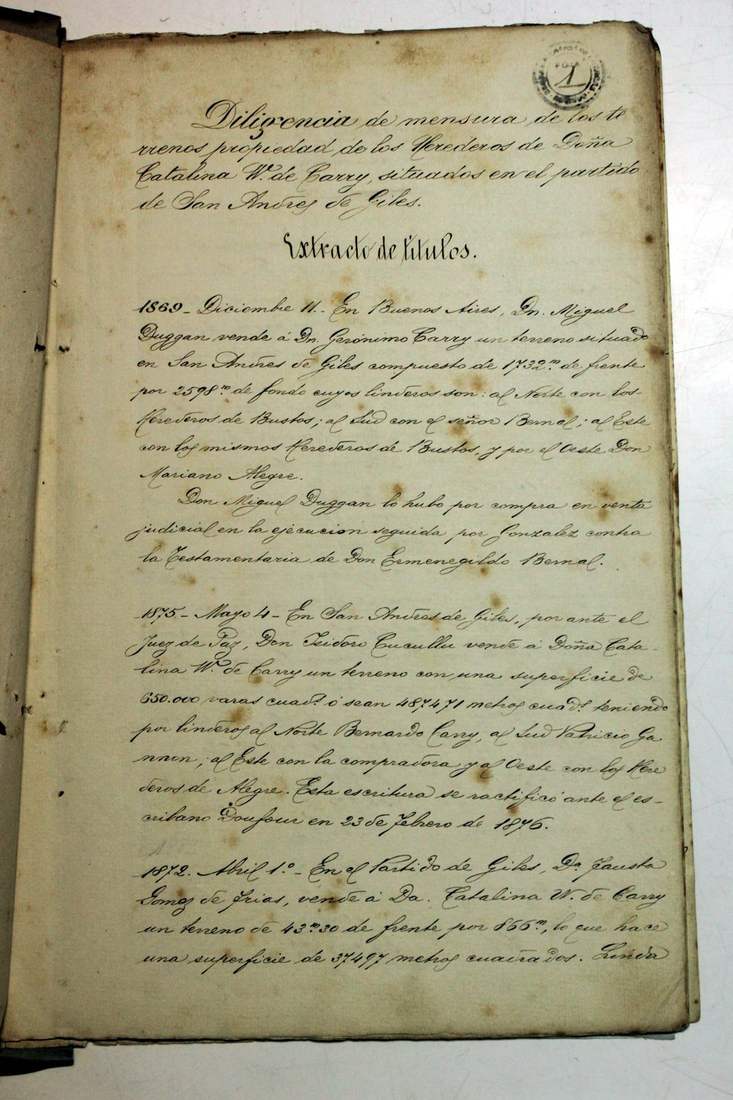 1
Diligencia de mensura de los te
rrenos propiedad de los Herederos de Doña
Catalina W. de Carry, situados en el partido
de San Andres de Giles.
Extracto de títulos.
1869 - Diciembre 11 - En Buenos Aires, Dn. Miguel
Duggan vende á Dn. Gerónimo Carry un terreno situado
en San Andres de Giles compuesto de 1732m de frente
por 2598m de fondo cuyos linderos son: al Norte con los
Herederos de Bustos; al Sud con el señor Bernal; al Este
con los mismos Herederos de Bustos, y por el Oeste Don
Mariano Alegre.
Don Miguel Duggan lo hubo por compra en venta
judicial en la ejecucion seguida por Gonzalez contra
la Testamentaria de Don Ermenegildo Bernal.
1875 - Mayo 4 - En San Andres de Giles, por ante el
Juez de Paz, Don Isidoro Cucullu vende á Doña Cata-
lina W. de Carry un terreno con una superficie de
650.000 varas cuads ó sean 487471 metros cuads teniendo
por linderos al Norte Bernardo Carry, al Sud Patricio Ga-
nnon; al Este con la compradora y al Oeste con los Here
deros de Alegre. Esta escritura se ractificó ante el es-
cribano Doufour en 23 de Febrero de 1876.
1872. Abril 1.o - En el Partido de Giles, Da. Fausta
Gomez de Frias, vende á Da. Catalina W. de Carry
un terreno de 43m30 de frente por 866m, lo que hace
una superficie de 37497 metros cuadrados. Linda